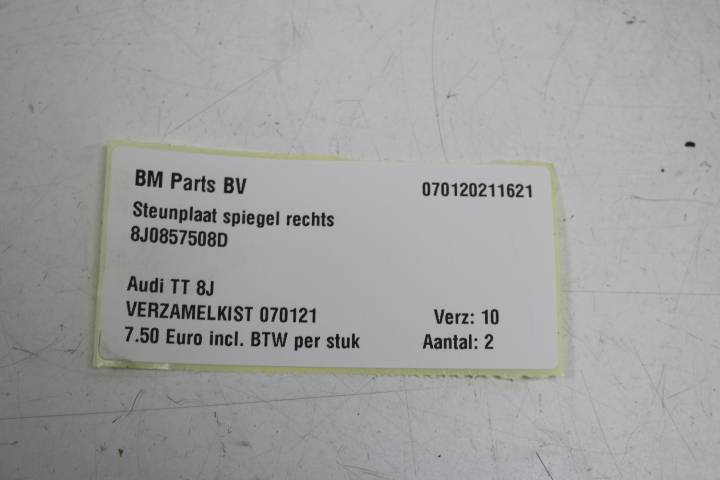 BM Parts BV 070120211621
Steunplaat spiegel rechts
8J0857508D
Audi TT 8J
VERZAMELKIST 070121 Verz: 10
7.50 Euro incl. BTW per stuk Aantal: 2